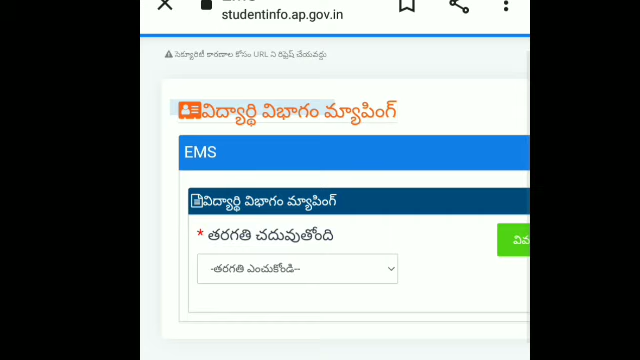 studentinfo.ap.gov.in
సెక్యూరిటీ కారణాల కోసం URL ని రిఫ్రెష్ చేయవద్దు
విద్యార్థి విభాగం మ్యాపింగ్
EMS
విద్యార్థి విభాగం మ్యాపింగ్
* తరగతి చదువుతోంది
-తరగతి ఎంచుకోండి--